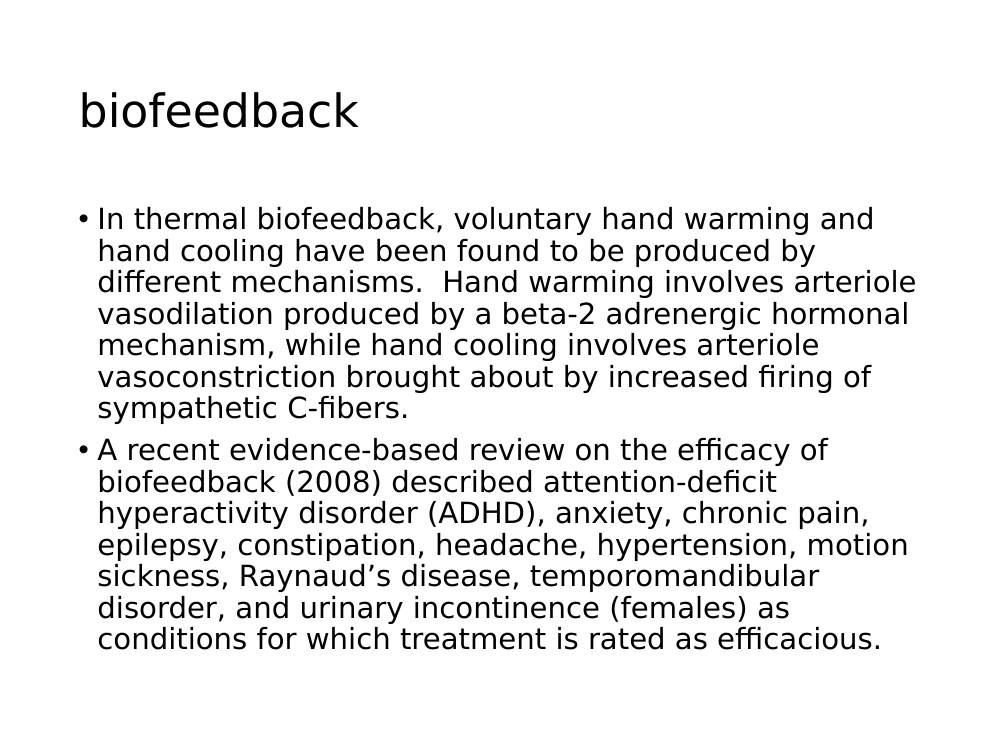 biofeedback
• In thermal biofeedback, voluntary hand warming and
hand cooling have been found to be produced by
different mechanisms.  Hand warming involves arteriole
vasodilation produced by a beta-2 adrenergic hormonal
mechanism, while hand cooling involves arteriole
vasoconstriction brought about by increased firing of
sympathetic C-fibers.
• A recent evidence-based review on the efficacy of
biofeedback (2008) described attention-deficit
hyperactivity disorder (ADHD), anxiety, chronic pain,
epilepsy, constipation, headache, hypertension, motion
sickness, Raynaud’s disease, temporomandibular
disorder, and urinary incontinence (females) as
conditions for which treatment is rated as efficacious.